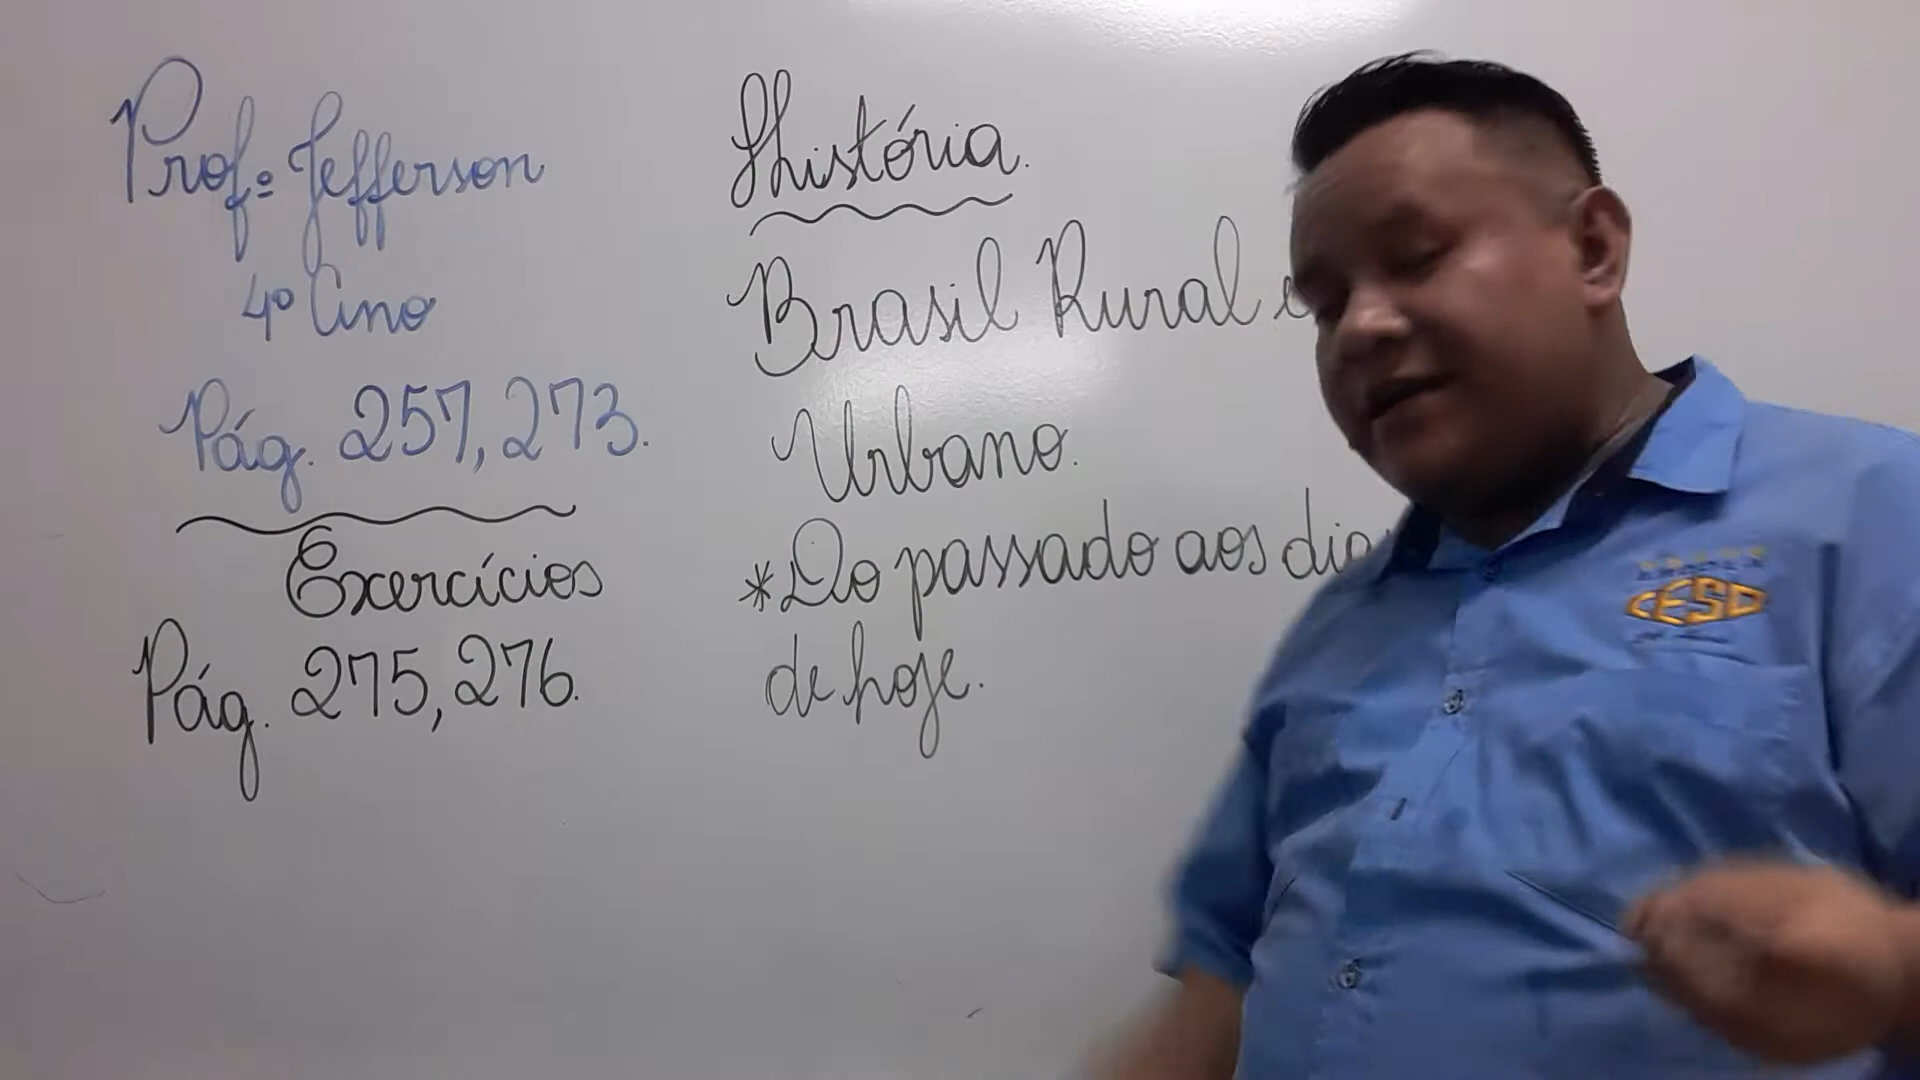 Prof.º Jefferson
4º Ano
Pág. 257, 273.
Exercícios
Pág. 275, 276.
História.
Brasil Rural e
Urbano.
*Do passado aos dias
de hoje.
CESD